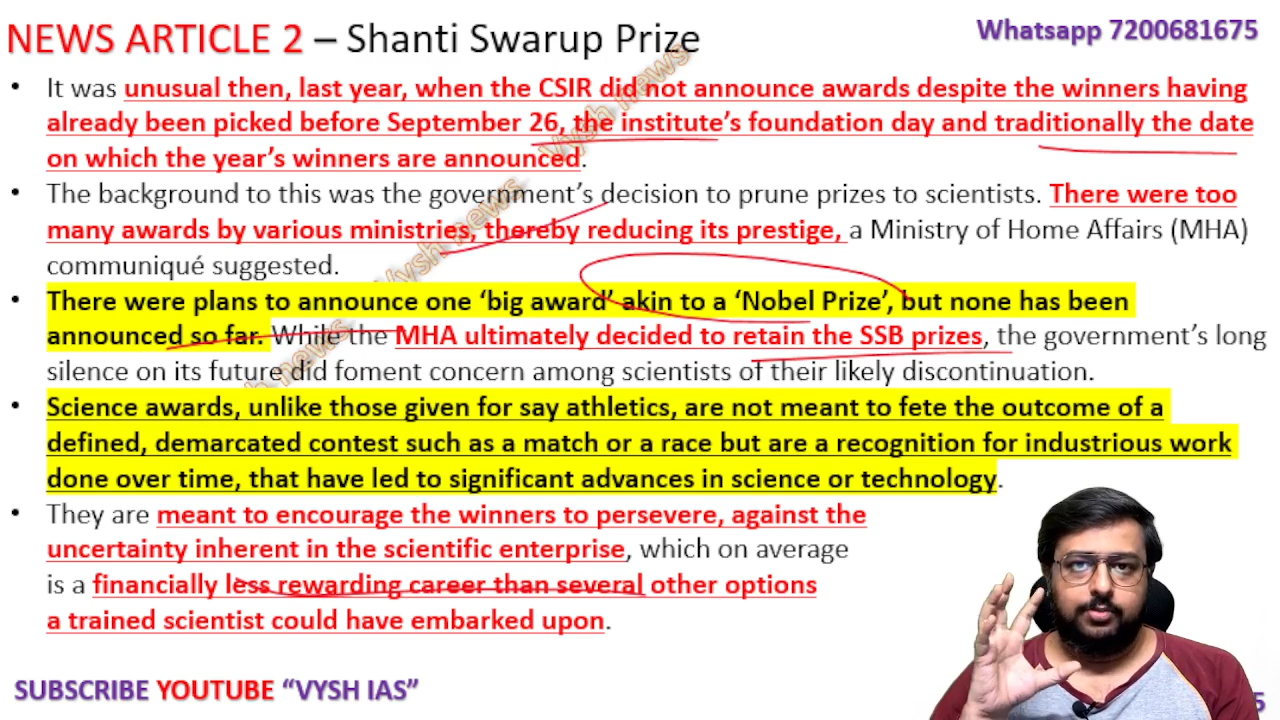 NEWS ARTICLE 2 – Shanti Swarup Prize
Whatsapp 7200681675
• It was unusual then, last year, when the CSIR did not announce awards despite the winners having
already been picked before September 26, the institute's foundation day and traditionally the date
on which the year's winners are announced.
• The background to this was the government's decision to prune prizes to scientists. There were too
many awards by various ministries, thereby reducing its prestige, a Ministry of Home Affairs (MHA)
communiqué suggested.
• There were plans to announce one 'big award' akin to a 'Nobel Prize', but none has been
announced so far. While the MHA ultimately decided to retain the SSB prizes, the government's long
silence on its future did foment concern among scientists of their likely discontinuation.
• Science awards, unlike those given for say athletics, are not meant to fete the outcome of a
defined, demarcated contest such as a match or a race but are a recognition for industrious work
done over time, that have led to significant advances in science or technology.
• They are meant to encourage the winners to persevere, against the
uncertainty inherent in the scientific enterprise, which on average
is a financially less rewarding career than several other options
a trained scientist could have embarked upon.
Vysh news
Vysh news
SUBSCRIBE YOUTUBE “VYSH IAS”
5